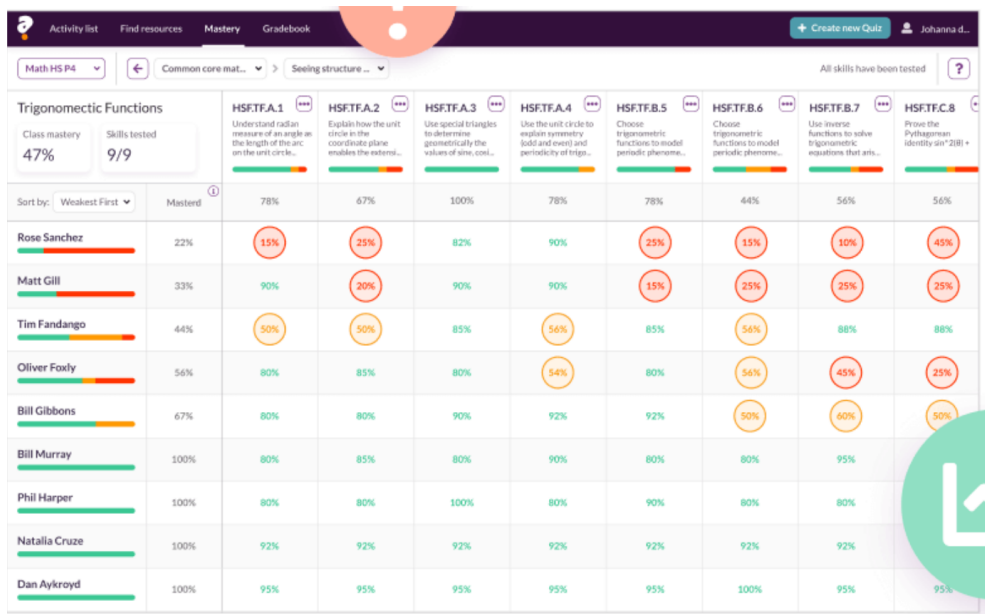 Activity list Find resources Mastery Gradebook + Create new Quiz Johanna d...
Math HS P4 Common core mat... > Seeing structure ... All skills have been tested ?
Trigonomectic Functions
Class mastery Skills tested
47% 9/9
HSF.TF.A.1
Understand radian
measure of an angle as
the length of the arc
on the unit circle...
HSF.TF.A.2
Explain how the unit
circle in the
coordinate plane
enables the extensi...
HSF.TF.A.3
Use special triangles
to determine
geometrically the
values of sine, cosi...
HSF.TF.A.4
Use the unit circle to
explain symmetry
(odd and even) and
periodicity of trigo...
HSF.TF.B.5
Choose
trigonometric
functions to model
periodic phenome...
HSF.TF.B.6
Choose
trigonometric
functions to model
periodic phenome...
HSF.TF.B.7
Use inverse
functions to solve
trigonometric
equations that aris...
HSF.TF.C.8
Prove the
Pythagorean
identity sin^2(θ) +
Sort by: Weakest First Masterd 78% 67% 100% 78% 78% 44% 56% 56%
Rose Sanchez 22% 15% 25% 82% 90% 25% 15% 10% 45%
Matt Gill 33% 90% 20% 90% 90% 15% 25% 25% 25%
Tim Fandango 44% 50% 50% 85% 56% 85% 56% 88% 88%
Oliver Foxly 56% 80% 85% 80% 54% 80% 56% 45% 25%
Bill Gibbons 67% 80% 80% 90% 92% 92% 50% 60% 50%
Bill Murray 100% 80% 85% 80% 90% 80% 80% 95%
Phil Harper 100% 80% 80% 100% 80% 90% 80% 80%
Natalia Cruze 100% 92% 92% 92% 92% 92% 92% 92%
Dan Aykroyd 100% 95% 95% 95% 95% 95% 100% 95% 95%